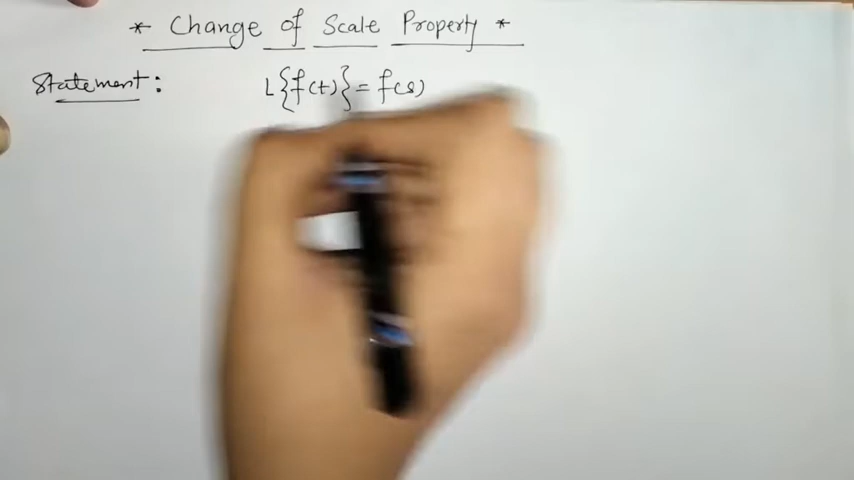 * Change of Scale Property *
Statement: L{f(t)} = f(s)